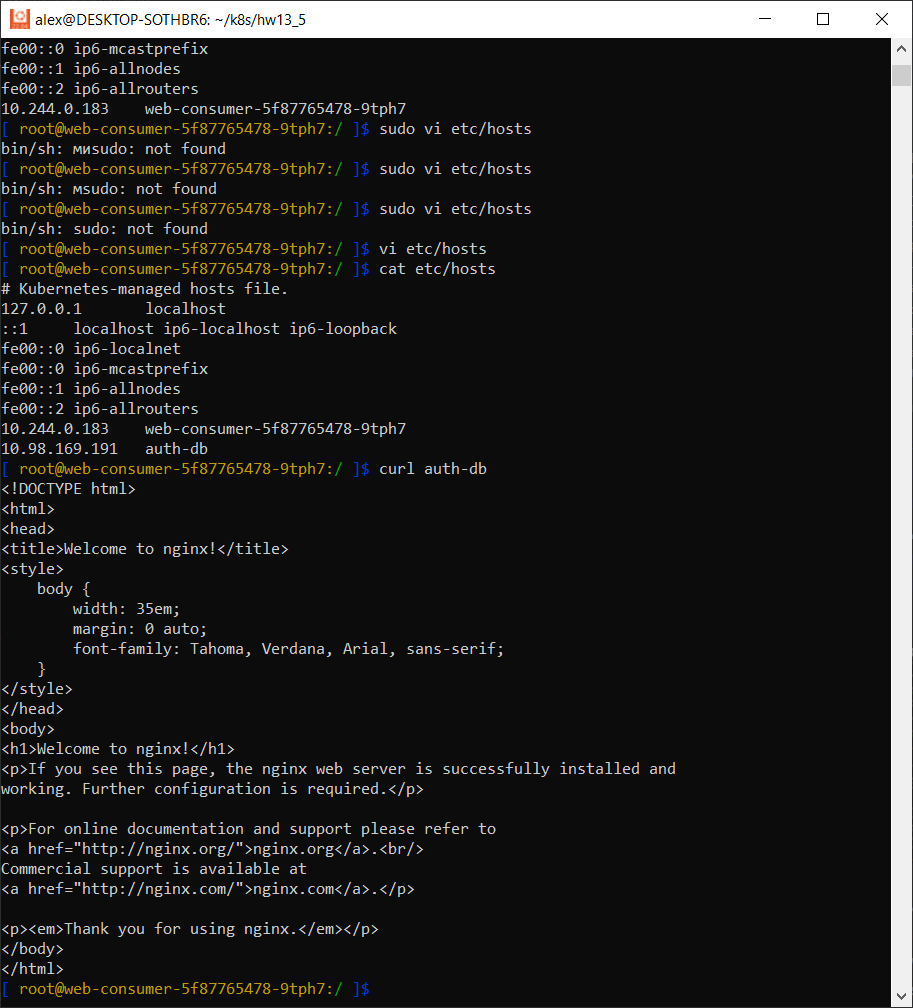 alex@DESKTOP-SOTHBR6: ~/k8s/hw13_5
fe00::0 ip6-mcastprefix
fe00::1 ip6-allnodes
fe00::2 ip6-allrouters
10.244.0.183    web-consumer-5f87765478-9tph7
[ root@web-consumer-5f87765478-9tph7:/ ]$ sudo vi etc/hosts
bin/sh: миsudo: not found
[ root@web-consumer-5f87765478-9tph7:/ ]$ sudo vi etc/hosts
bin/sh: мsudo: not found
[ root@web-consumer-5f87765478-9tph7:/ ]$ sudo vi etc/hosts
bin/sh: sudo: not found
[ root@web-consumer-5f87765478-9tph7:/ ]$ vi etc/hosts
[ root@web-consumer-5f87765478-9tph7:/ ]$ cat etc/hosts
# Kubernetes-managed hosts file.
127.0.0.1       localhost
::1     localhost ip6-localhost ip6-loopback
fe00::0 ip6-localnet
fe00::0 ip6-mcastprefix
fe00::1 ip6-allnodes
fe00::2 ip6-allrouters
10.244.0.183    web-consumer-5f87765478-9tph7
10.98.169.191   auth-db
[ root@web-consumer-5f87765478-9tph7:/ ]$ curl auth-db
<!DOCTYPE html>
<html>
<head>
<title>Welcome to nginx!</title>
<style>
    body {
        width: 35em;
        margin: 0 auto;
        font-family: Tahoma, Verdana, Arial, sans-serif;
    }
</style>
</head>
<body>
<h1>Welcome to nginx!</h1>
<p>If you see this page, the nginx web server is successfully installed and
working. Further configuration is required.</p>

<p>For online documentation and support please refer to
<a href="http://nginx.org/">nginx.org</a>.<br/>
Commercial support is available at
<a href="http://nginx.com/">nginx.com</a>.</p>

<p><em>Thank you for using nginx.</em></p>
</body>
</html>
[ root@web-consumer-5f87765478-9tph7:/ ]$